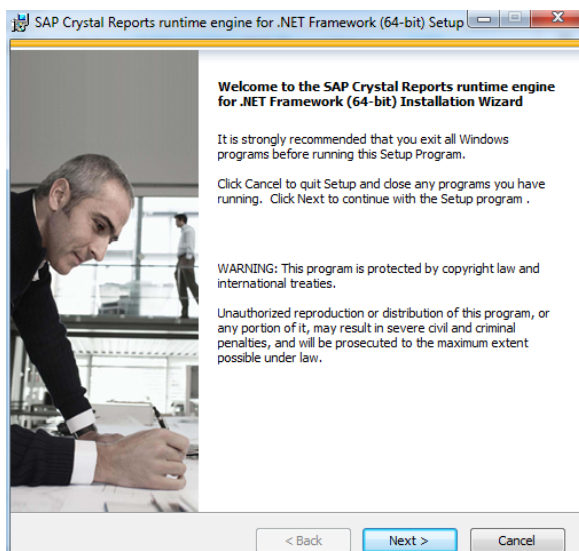 SAP Crystal Reports runtime engine for .NET Framework (64-bit) Setup
Welcome to the SAP Crystal Reports runtime engine
for .NET Framework (64-bit) Installation Wizard
It is strongly recommended that you exit all Windows
programs before running this Setup Program.
Click Cancel to quit Setup and close any programs you have
running.  Click Next to continue with the Setup program .
WARNING: This program is protected by copyright law and
international treaties.
Unauthorized reproduction or distribution of this program, or
any portion of it, may result in severe civil and criminal
penalties, and will be prosecuted to the maximum extent
possible under law.
< Back Next > Cancel